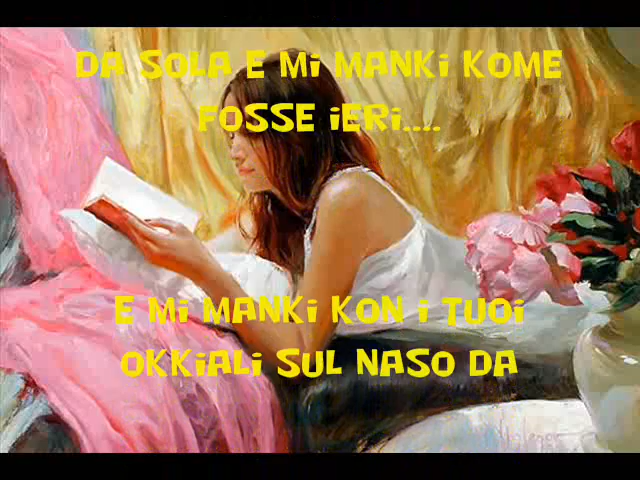 DA SOLA E Mi MANKi KOME
FOSSE iERi....
E Mi MANKi KON i TUOi
OKKiALi SUL NASO DA